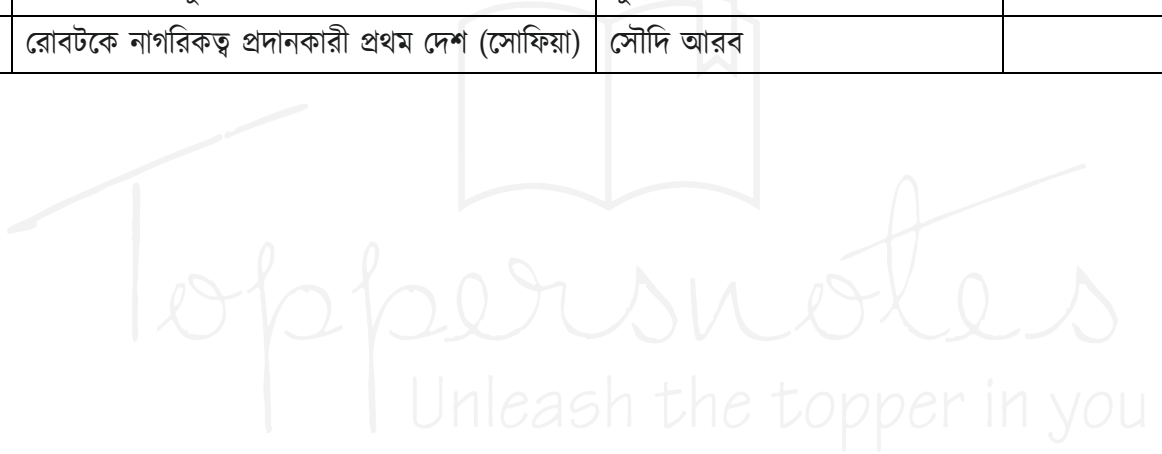 রোবটকে নাগরিকত্ব প্রদানকারী প্রথম দেশ (সোফিয়া) সৌদি আরব
Toppersnotes
Unleash the topper in you